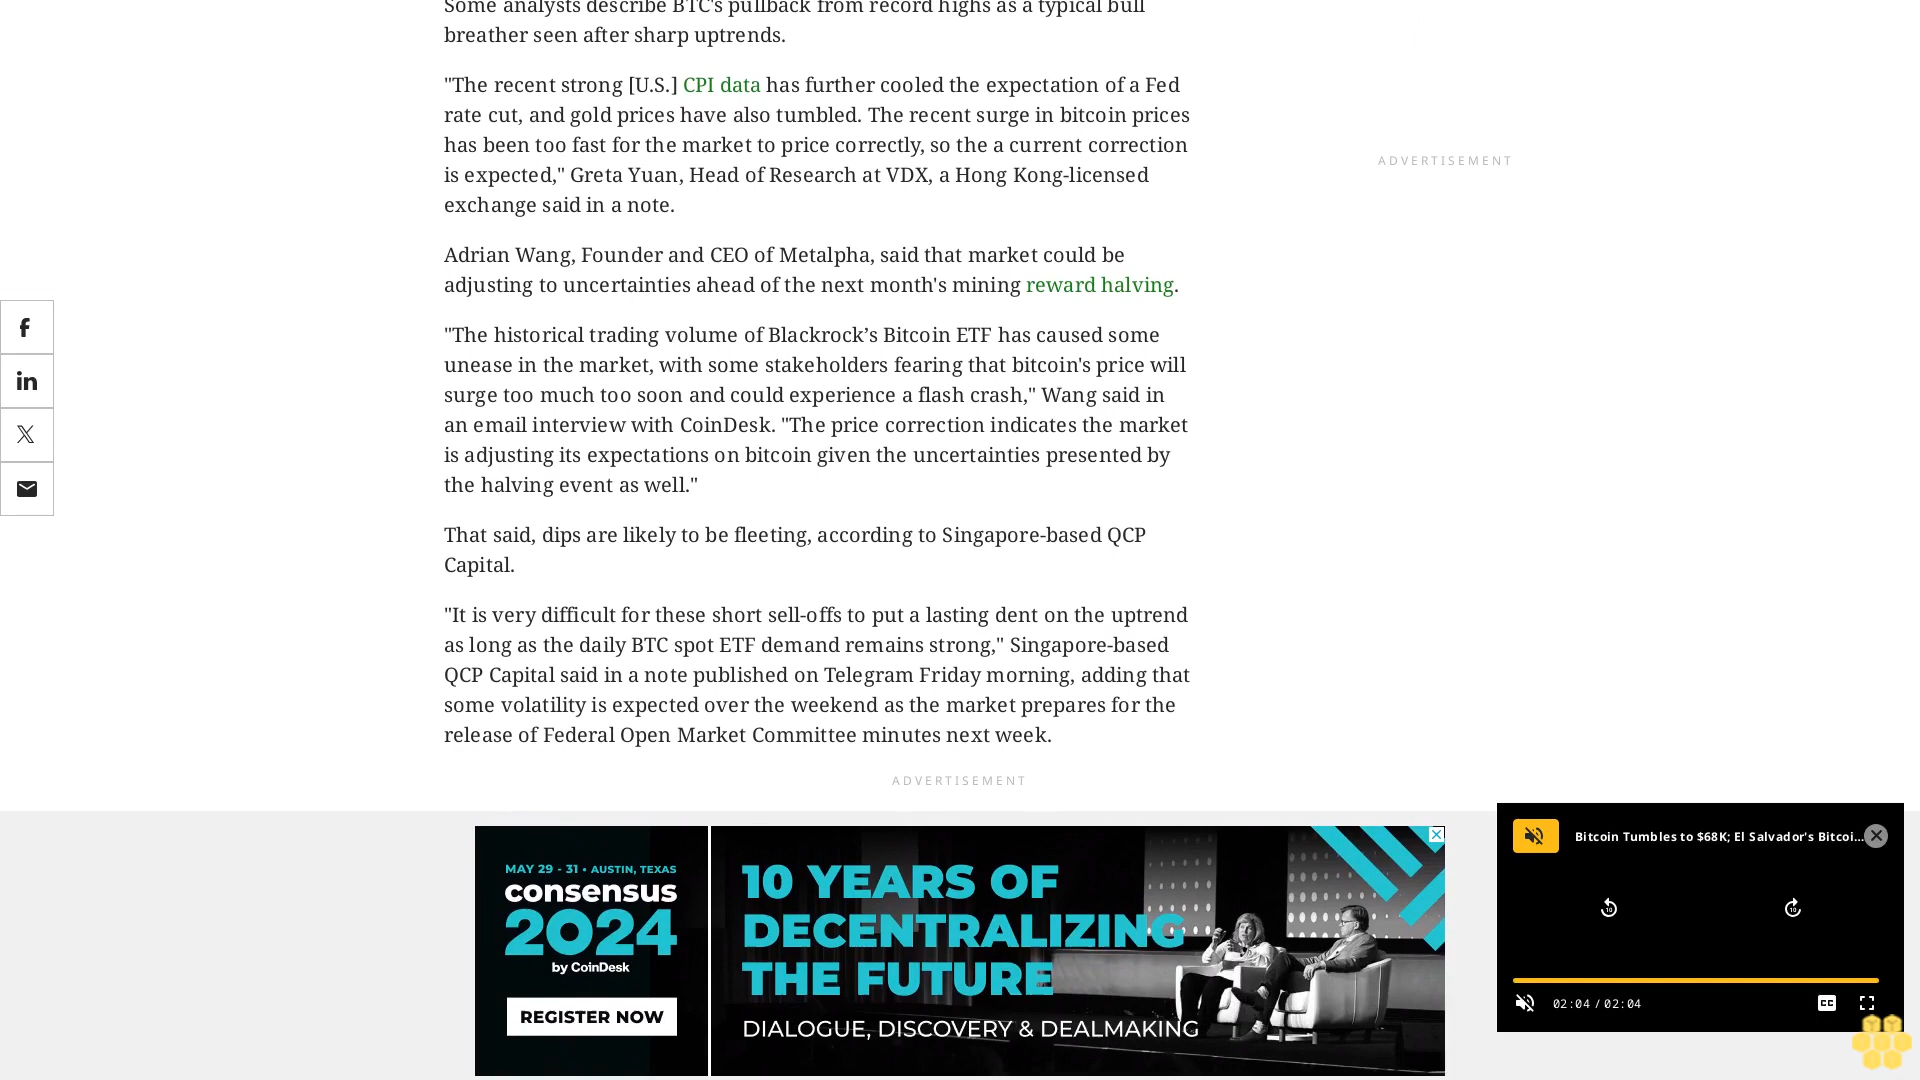 Some analysts describe BTC's pullback from record highs as a typical bull
breather seen after sharp uptrends.
"The recent strong [U.S.] CPI data has further cooled the expectation of a Fed
rate cut, and gold prices have also tumbled. The recent surge in bitcoin prices
has been too fast for the market to price correctly, so the a current correction
is expected," Greta Yuan, Head of Research at VDX, a Hong Kong-licensed
exchange said in a note.
Adrian Wang, Founder and CEO of Metalpha, said that market could be
adjusting to uncertainties ahead of the next month's mining reward halving.
"The historical trading volume of Blackrock’s Bitcoin ETF has caused some
unease in the market, with some stakeholders fearing that bitcoin's price will
surge too much too soon and could experience a flash crash," Wang said in
an email interview with CoinDesk. "The price correction indicates the market
is adjusting its expectations on bitcoin given the uncertainties presented by
the halving event as well."
That said, dips are likely to be fleeting, according to Singapore-based QCP
Capital.
"It is very difficult for these short sell-offs to put a lasting dent on the uptrend
as long as the daily BTC spot ETF demand remains strong," Singapore-based
QCP Capital said in a note published on Telegram Friday morning, adding that
some volatility is expected over the weekend as the market prepares for the
release of Federal Open Market Committee minutes next week.
ADVERTISEMENT
ADVERTISEMENT
MAY 29 - 31 • AUSTIN, TEXAS
consensus
2024
by CoinDesk
REGISTER NOW
10 YEARS OF
DECENTRALIZING
THE FUTURE
DIALOGUE, DISCOVERY & DEALMAKING
Bitcoin Tumbles to $68K; El Salvador's Bitcoi...
10
10
02:04 / 02:04
CC